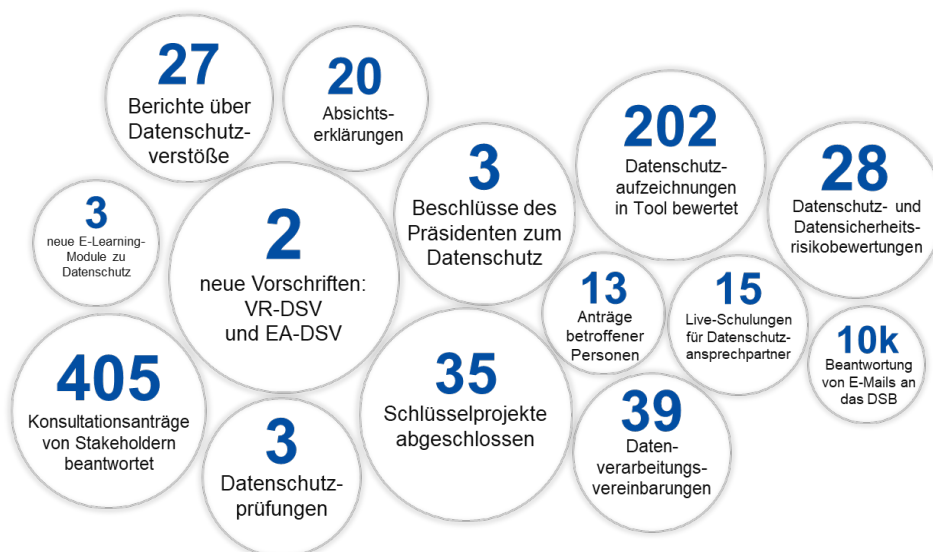 27
Berichte über
Datenschutz-
verstöße
20
Absichts-
erklärungen
3
Beschlüsse des
Präsidenten zum
Datenschutz
202
Datenschutz-
aufzeichnungen
in Tool bewertet
28
Datenschutz- und
Datensicherheits-
risikobewertungen
3
neue E-Learning-
Module zu
Datenschutz
2
neue Vorschriften:
VR-DSV
und EA-DSV
13
Anträge
betroffener
Personen
15
Live-Schulungen
für Datenschutz-
ansprechpartner
10k
Beantwortung
von E-Mails an
das DSB
405
Konsultationsanträge
von Stakeholdern
beantwortet
3
Datenschutz-
prüfungen
35
Schlüsselprojekte
abgeschlossen
39
Daten-
verarbeitungs-
vereinbarungen